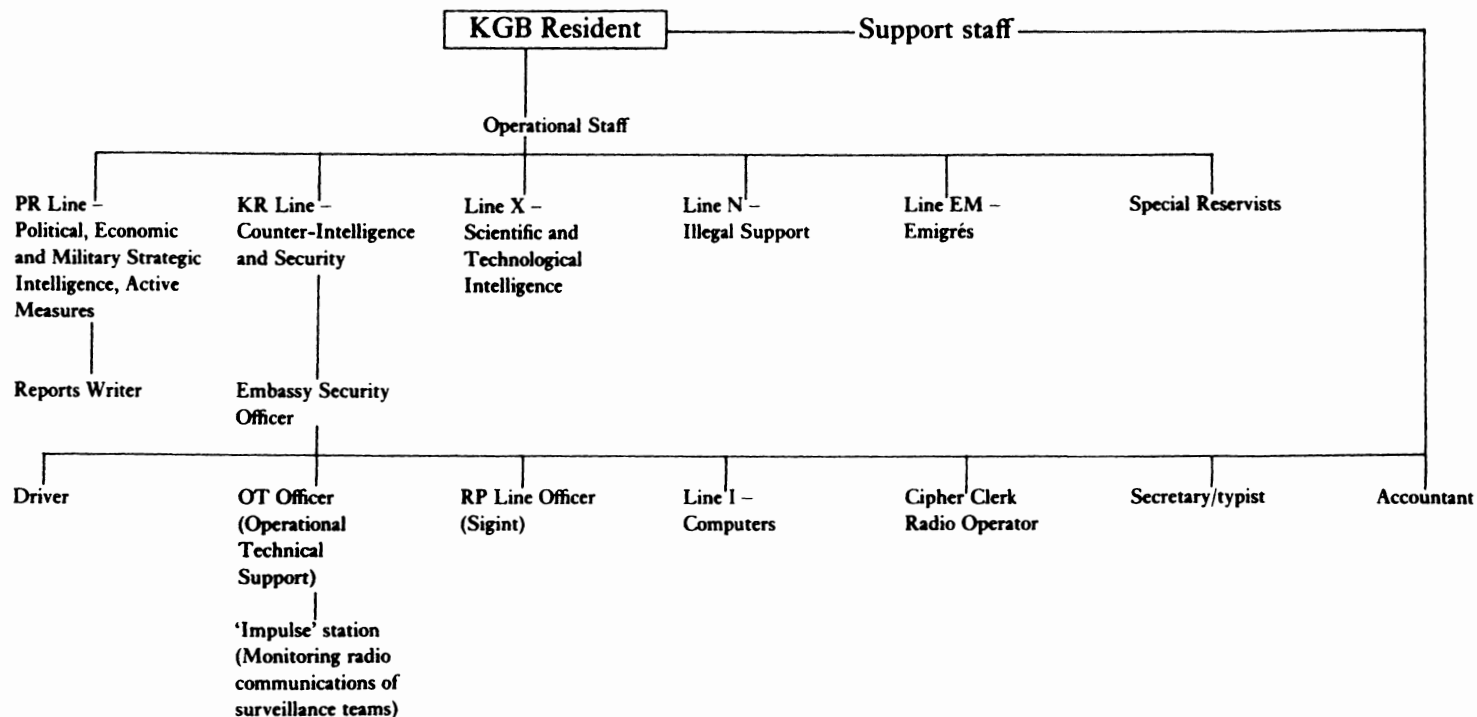 KGB Resident
Support staff
Operational Staff
PR Line –
Political, Economic
and Military Strategic
Intelligence, Active
Measures
KR Line –
Counter-Intelligence
and Security
Line X –
Scientific and
Technological
Intelligence
Line N –
Illegal Support
Line EM –
Emigrés
Special Reservists
Reports Writer
Embassy Security
Officer
Driver
OT Officer
(Operational
Technical
Support)
RP Line Officer
(Sigint)
Line I –
Computers
Cipher Clerk
Radio Operator
Secretary/typist
Accountant
‘Impulse’ station
(Monitoring radio
communications of
surveillance teams)